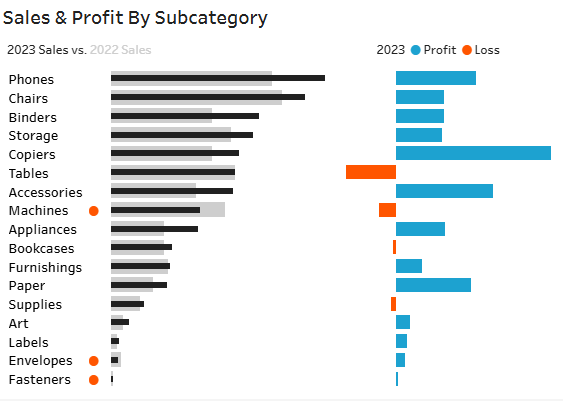 Sales & Profit By Subcategory
2023 Sales vs. 2022 Sales
2023 Profit Loss
Phones
Chairs
Binders
Storage
Copiers
Tables
Accessories
Machines
Appliances
Bookcases
Furnishings
Paper
Supplies
Art
Labels
Envelopes
Fasteners